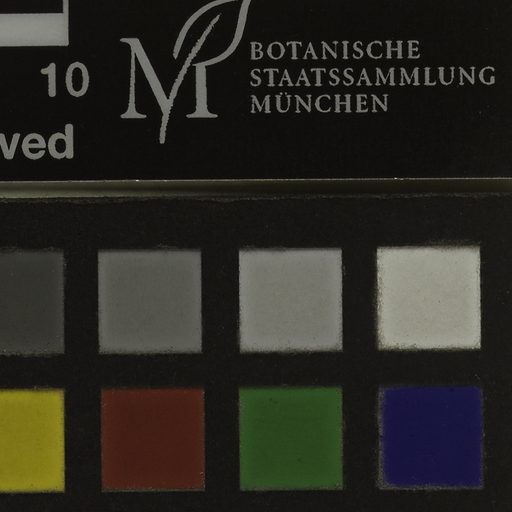 10
BOTANISCHE
STAATSSAMMLUNG
MÜNCHEN
ved